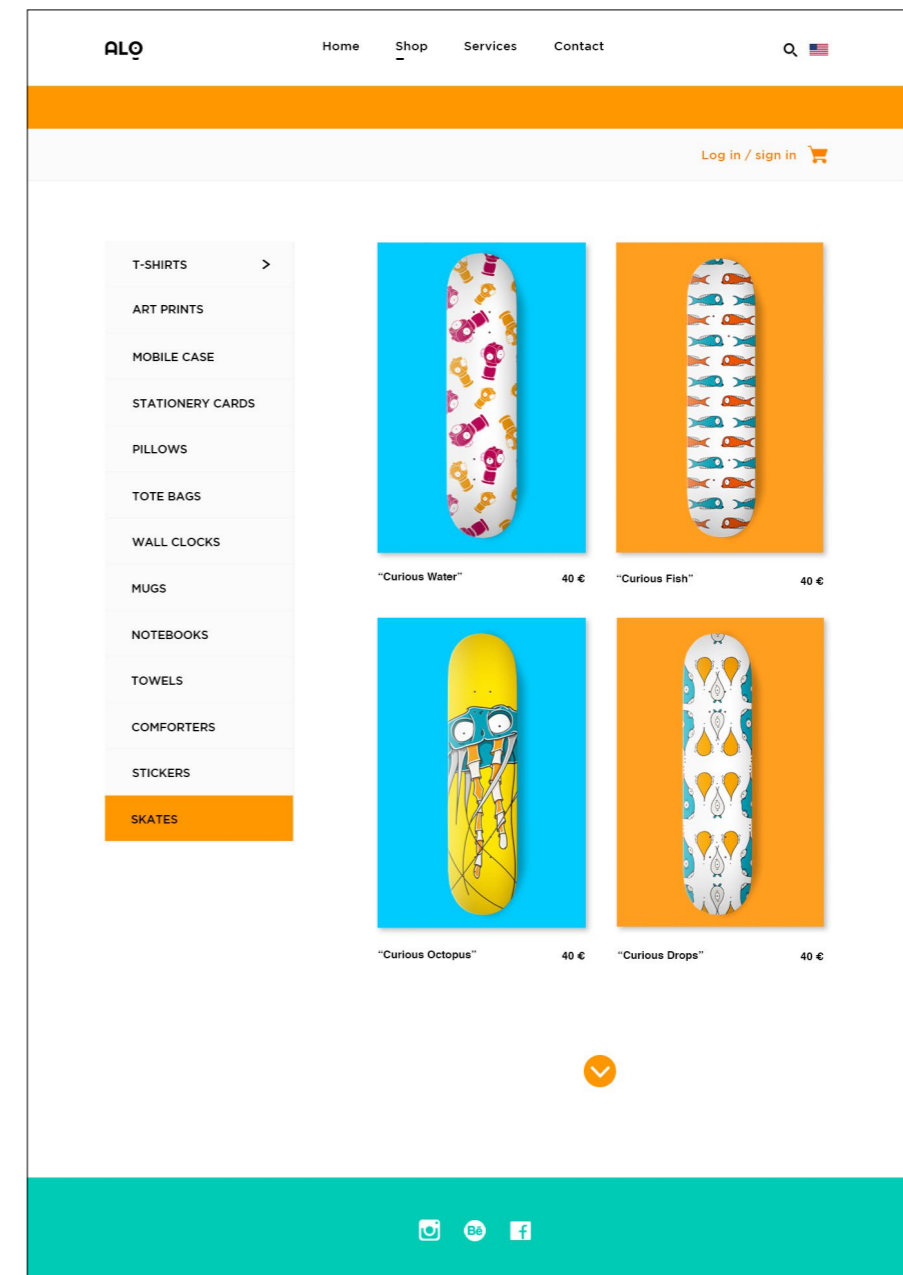 ALO
Home Shop Services Contact
Log in / sign in
T-SHIRTS >
ART PRINTS
MOBILE CASE
STATIONERY CARDS
PILLOWS
TOTE BAGS
WALL CLOCKS
MUGS
NOTEBOOKS
TOWELS
COMFORTERS
STICKERS
SKATES
“Curious Water” 40 €
“Curious Fish” 40 €
“Curious Octopus” 40 €
“Curious Drops” 40 €
Bē f